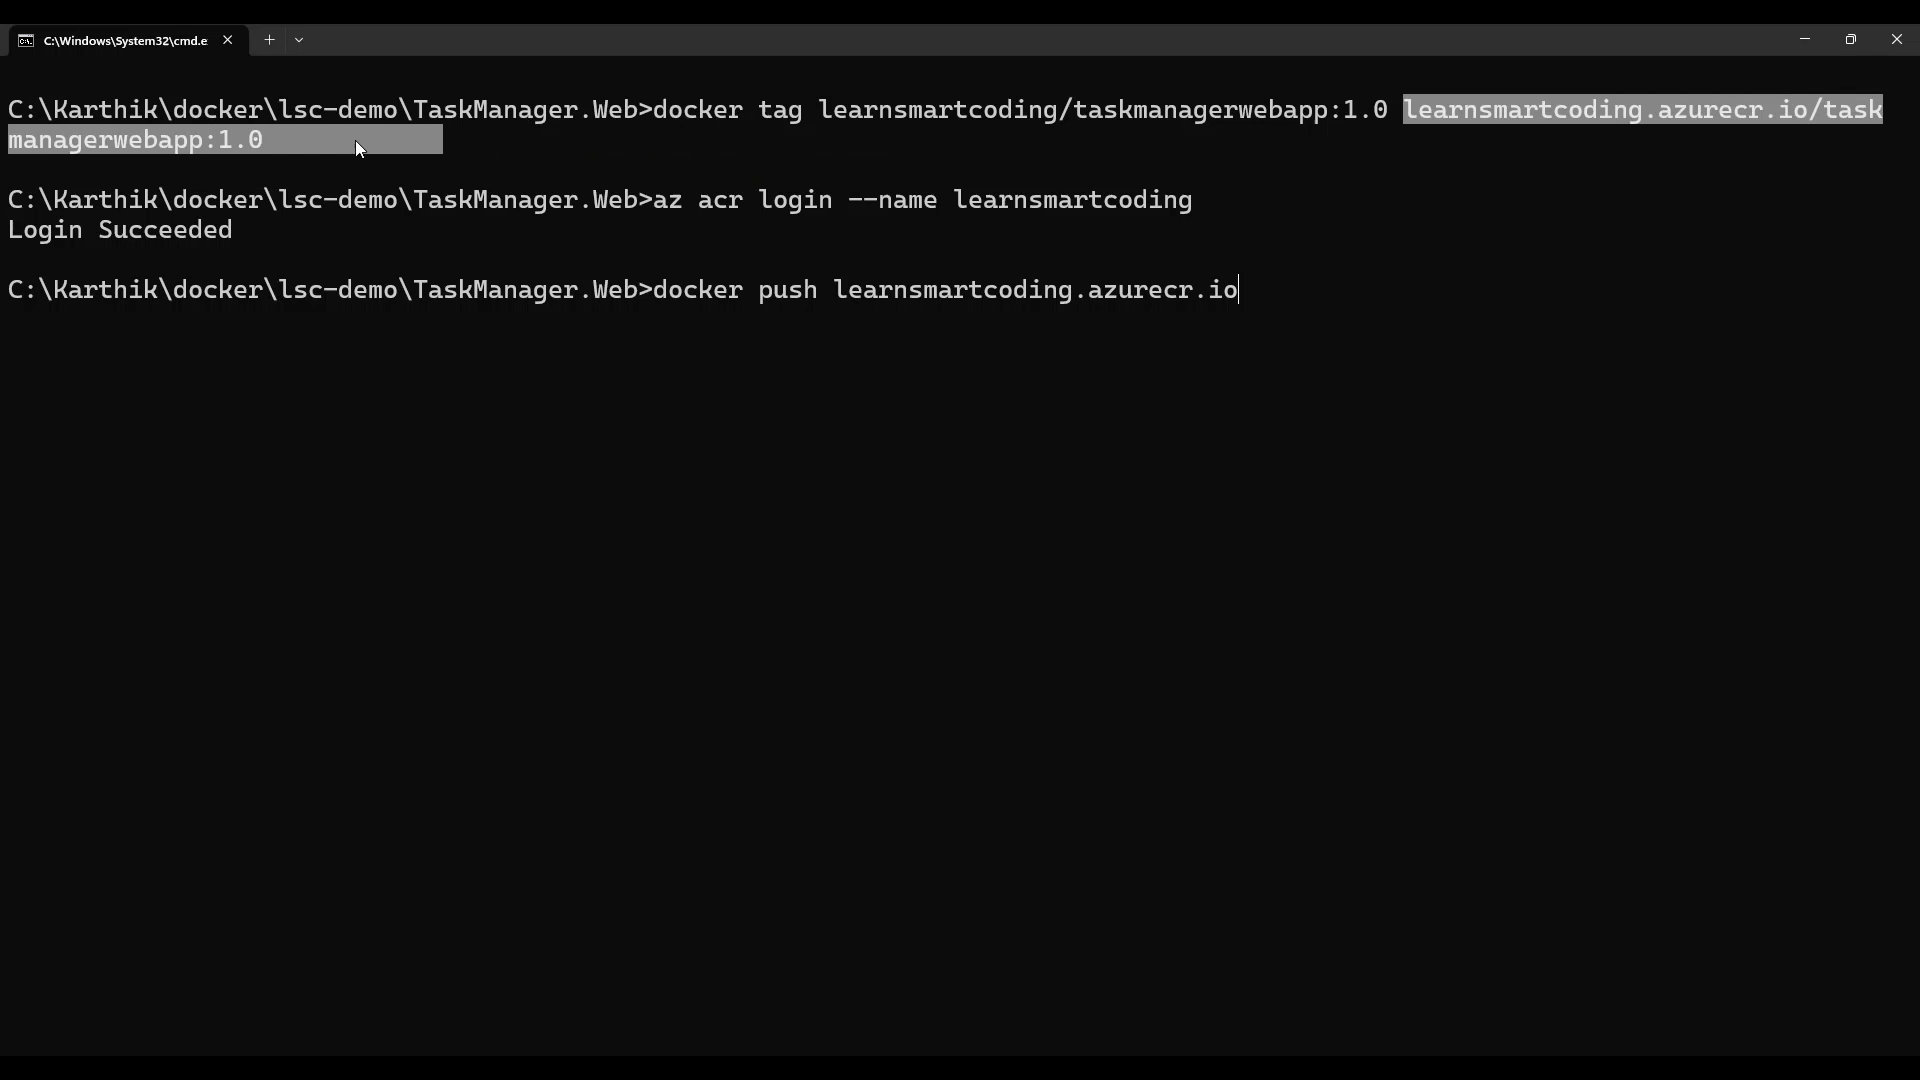 C:\Windows\System32\cmd.e
C:\Karthik\docker\lsc-demo\TaskManager.Web>docker tag learnsmartcoding/taskmanagerwebapp:1.0 learnsmartcoding.azurecr.io/task
managerwebapp:1.0
C:\Karthik\docker\lsc-demo\TaskManager.Web>az acr login --name learnsmartcoding
Login Succeeded
C:\Karthik\docker\lsc-demo\TaskManager.Web>docker push learnsmartcoding.azurecr.io